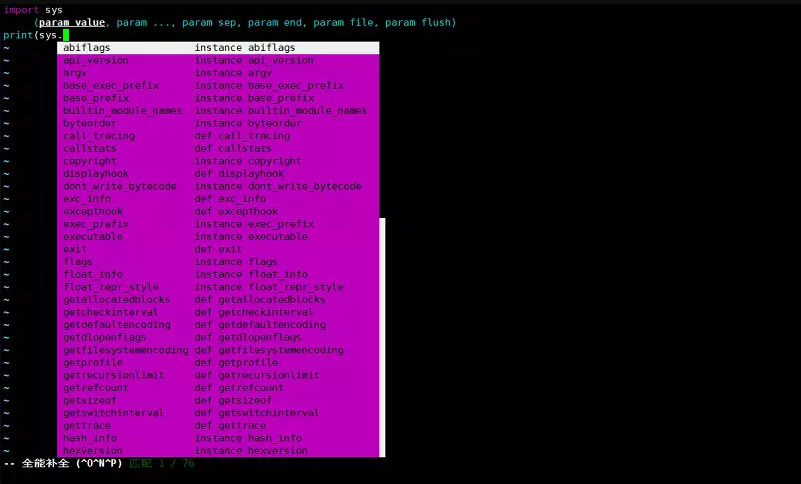 import sys
(param value, param ..., param sep, param end, param file, param flush)
print(sys.
~ abiflags instance abiflags
~ api_version instance api_version
~ argv instance argv
~ base_exec_prefix instance base_exec_prefix
~ base_prefix instance base_prefix
~ builtin_module_names instance builtin_module_names
~ byteorder instance byteorder
~ call_tracing def call_tracing
~ callstats def callstats
~ copyright instance copyright
~ displayhook def displayhook
~ dont_write_bytecode instance dont_write_bytecode
~ exc_info def exc_info
~ excepthook def excepthook
~ exec_prefix instance exec_prefix
~ executable instance executable
~ exit def exit
~ flags instance flags
~ float_info instance float_info
~ float_repr_style instance float_repr_style
~ getallocatedblocks def getallocatedblocks
~ getcheckinterval def getcheckinterval
~ getdefaultencoding def getdefaultencoding
~ getdlopenflags def getdlopenflags
~ getfilesystemencoding def getfilesystemencoding
~ getprofile def getprofile
~ getrecursionlimit def getrecursionlimit
~ getrefcount def getrefcount
~ getsizeof def getsizeof
~ getswitchinterval def getswitchinterval
~ gettrace def gettrace
~ hash_info instance hash_info
~ hexversion instance hexversion
-- 全能补全 (^O^N^P) 匹配 1 / 76